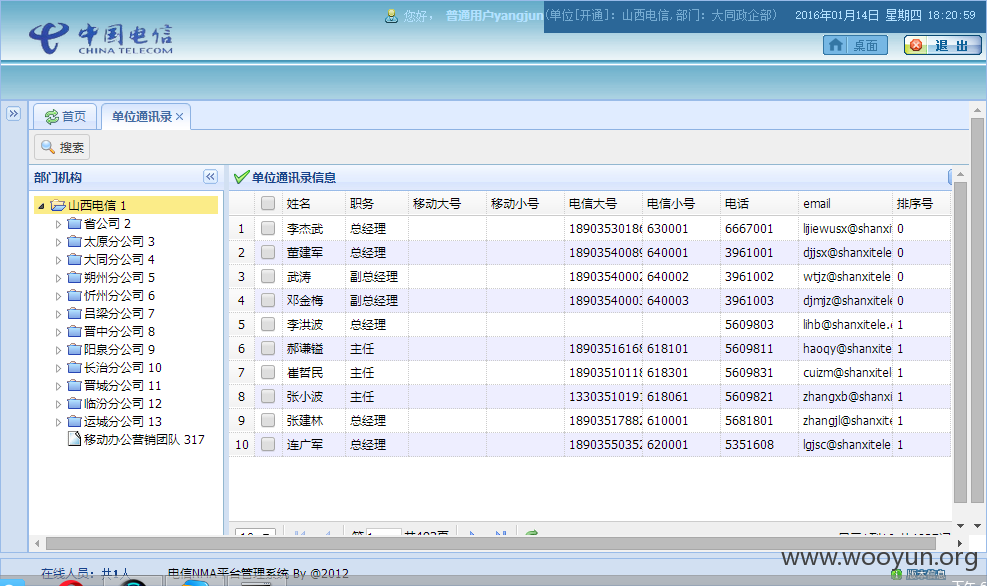 中国电信
CHINA TELECOM
您好， 普通用户yangjun(单位[开通]：山西电信,部门：大同政企部) 2016年01月14日 星期四 18:20:59
桌面 退 出
首页 单位通讯录
搜索
部门机构
山西电信 1
省公司 2
太原分公司 3
大同分公司 4
朔州分公司 5
忻州分公司 6
吕梁分公司 7
晋中分公司 8
阳泉分公司 9
长治分公司 10
晋城分公司 11
临汾分公司 12
运城分公司 13
移动办公营销团队 317
单位通讯录信息
姓名 职务 移动大号 移动小号 电信大号 电信小号 电话 email 排序号
1 李杰武 总经理 1890353018 630001 6667001 lijiewusx@shanxi 0
2 董建军 总经理 1890354008 640001 3961001 djjsx@shanxitele 0
3 武涛 副总经理 1890354000 640002 3961002 wtjz@shanxitele 0
4 邓金梅 副总经理 1890354000 640003 3961003 djmjz@shanxitele 0
5 李洪波 总经理 5609803 lihb@shanxitele. 1
6 郝谦镒 主任 1890351616 618101 5609811 haoqy@shanxitele 1
7 崔哲民 主任 1890351011 618301 5609831 cuizm@shanxitel 1
8 张小波 主任 1330351019 618061 5609821 zhangxb@shanxi 1
9 张建林 总经理 1890351788 610001 5681801 zhangjl@shanxite 1
10 连广军 总经理 1890355035 620001 5351608 lgjsc@shanxitele 1
在线人员：共1人 电信NMA平台管理系统 By @2012
www.wooyun.org
版本信息